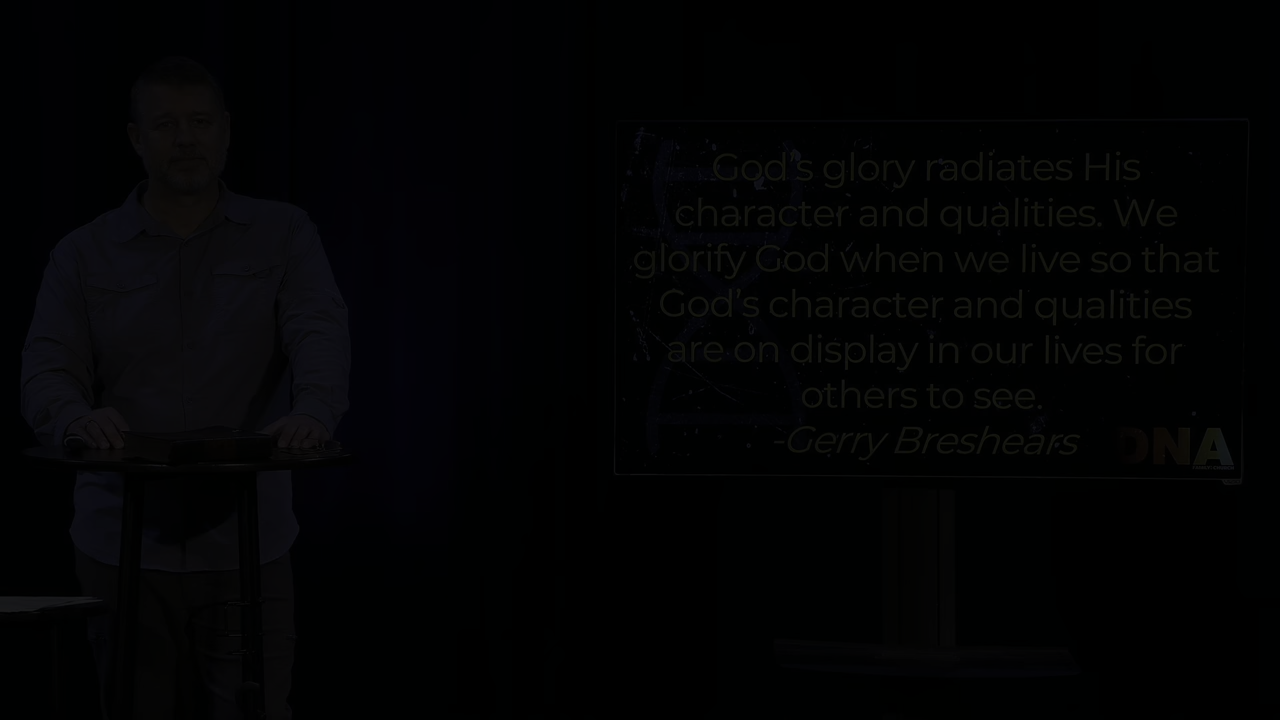 God's glory radiates His
character and qualities. We
glorify God when we live so that
God's character and qualities
are on display in our lives for
others to see.
-Gerry Breshears
DNA